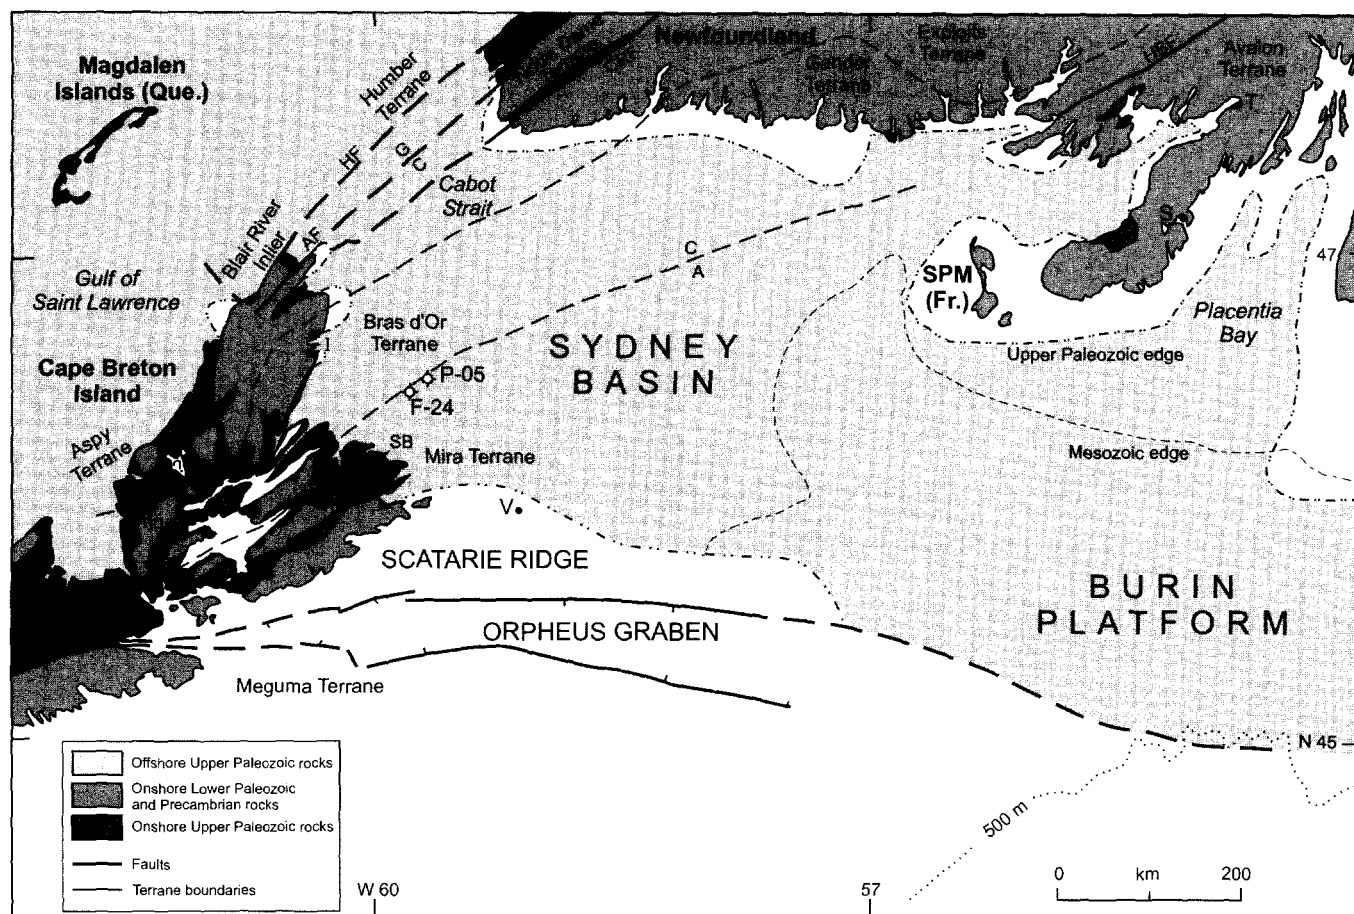 Magdalen
Islands (Que.)
Humber
Terrane
Newfoundland
Exploits
Terrane
Gander
Terrane
HBF
Avalon
Terrane
T
HF
G
C
Cabot
Strait
Blair River
Inlier
AF
Gulf of
Saint Lawrence
C
A
S
47
SPM
(Fr.)
Placentia
Bay
I
Bras d'Or
Terrane
SYDNEY
BASIN
Upper Paleozoic edge
Cape Breton
Island
P-05
F-24
Aspy
Terrane
SB
Mira Terrane
Mesozoic edge
V
SCATARIE RIDGE
BURIN
PLATFORM
ORPHEUS GRABEN
Meguma Terrane
N 45
Offshore Upper Paleozoic rocks
Onshore Lower Paleozoic
and Precambrian rocks
Onshore Upper Paleozoic rocks
Faults
Terrane boundaries
500 m
W 60
57
0 km 200